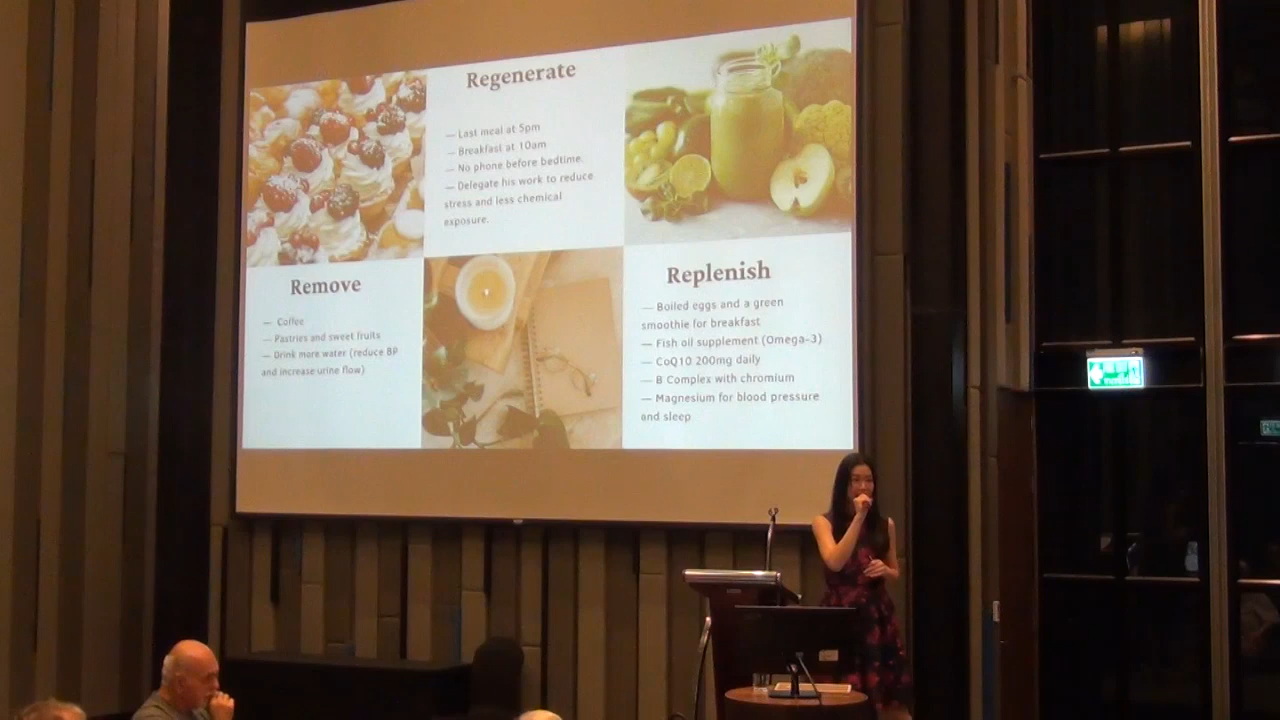 Regenerate
— Last meal at 5pm
— Breakfast at 10am
— No phone before bedtime.
— Delegate his work to reduce
stress and less chemical
exposure.
Remove
— Coffee
— Pastries and sweet fruits
— Drink more water (reduce BP
and increase urine flow)
Replenish
— Boiled eggs and a green
smoothie for breakfast
— Fish oil supplement (Omega-3)
— CoQ10 200mg daily
— B Complex with chromium
— Magnesium for blood pressure
and sleep